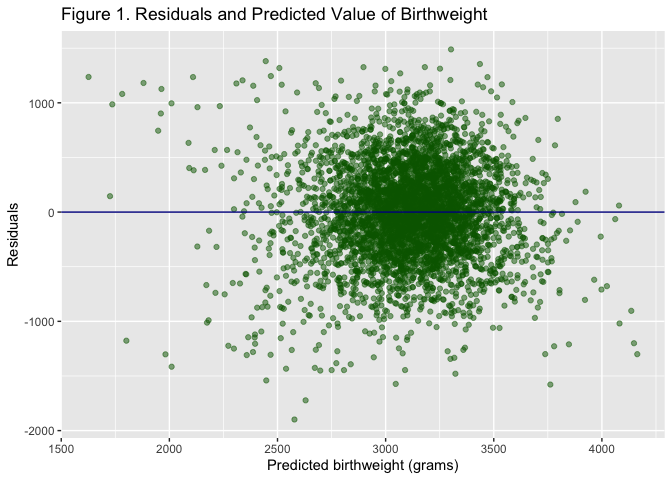 Figure 1. Residuals and Predicted Value of Birthweight
1000
0
-1000
-2000
Residuals
1500 2000 2500 3000 3500 4000
Predicted birthweight (grams)